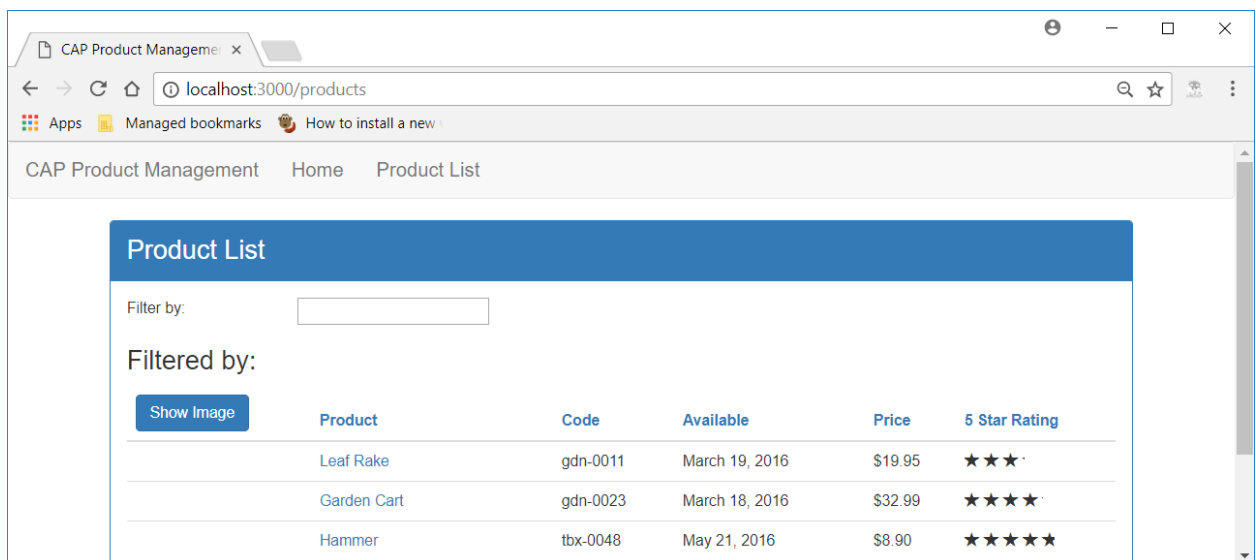 CAP Product Managemen
localhost:3000/products
Apps Managed bookmarks How to install a new
CAP Product Management Home Product List
Product List
Filter by:
Filtered by:
Show Image Product Code Available Price 5 Star Rating
Leaf Rake gdn-0011 March 19, 2016 $19.95
Garden Cart gdn-0023 March 18, 2016 $32.99
Hammer tbx-0048 May 21, 2016 $8.90